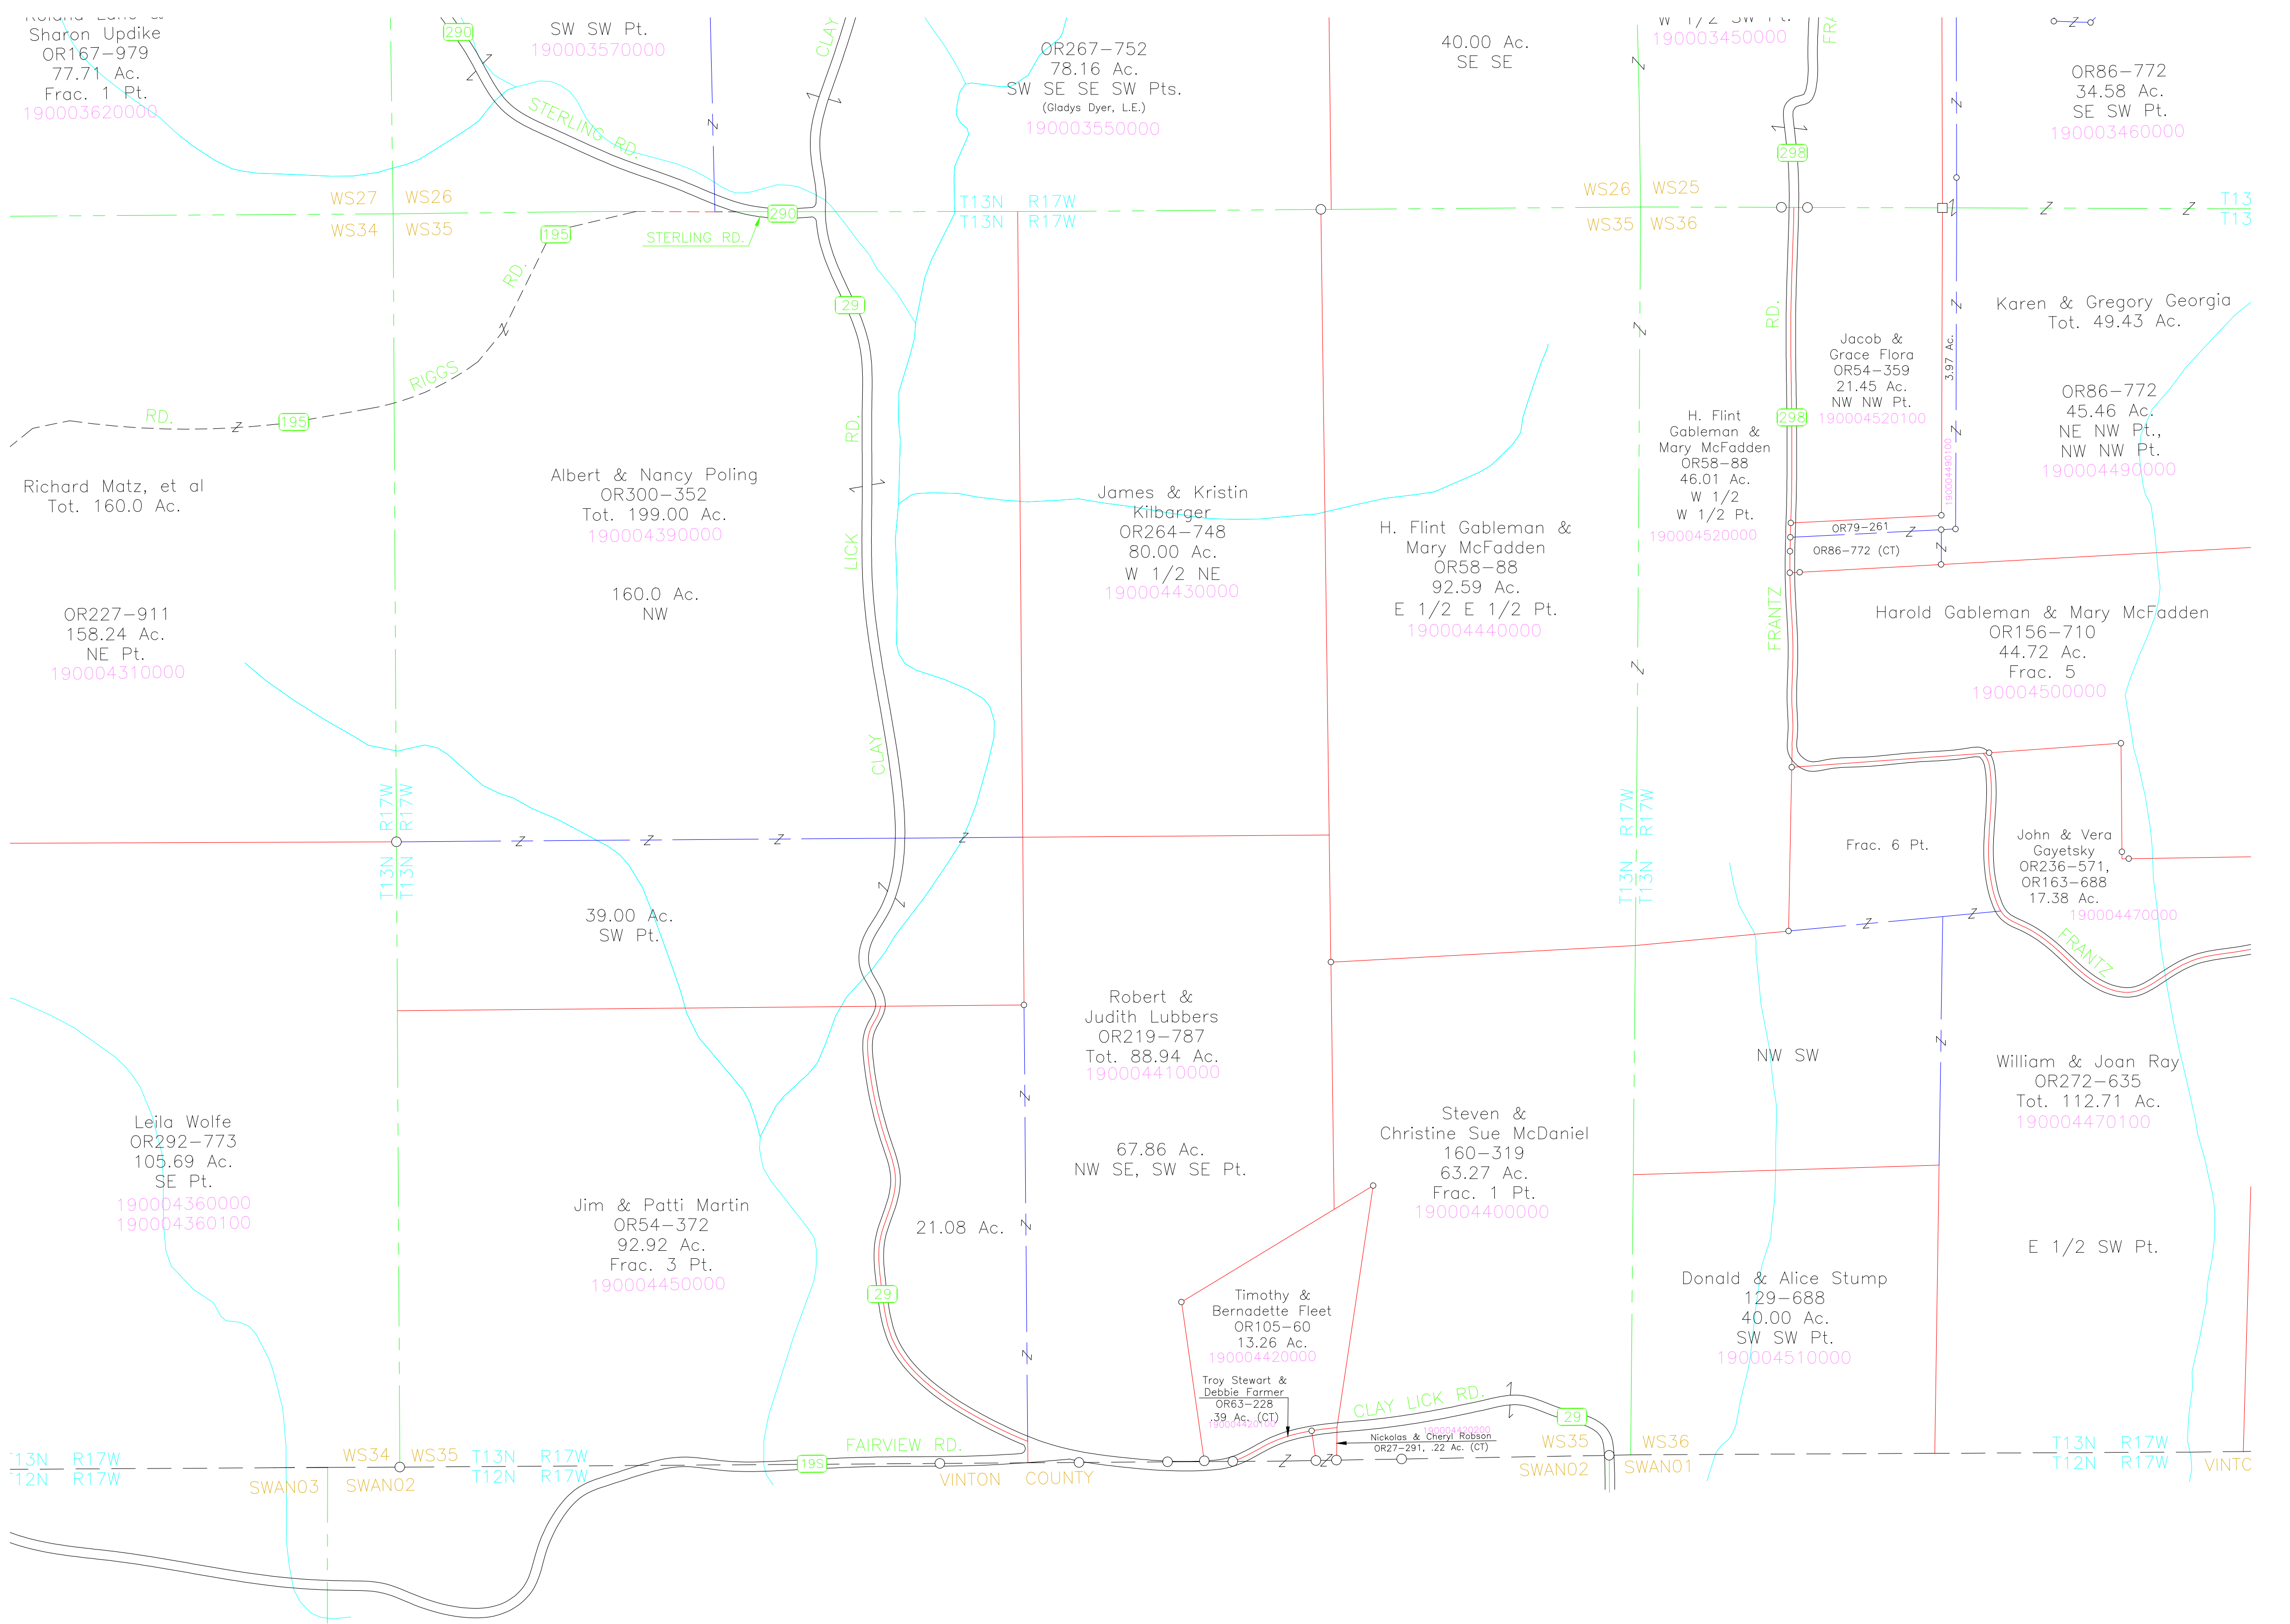 Sharon Updike
OR167-979
77.71 Ac.
Frac. 1 Pt.
190003620000
290
SW SW Pt.
190003570000
STERLING RD.
CLAY
OR267-752
78.16 Ac.
SW SE SE SW Pts.
(Gladys Dyer, L.E.)
190003550000
40.00 Ac.
SE SE
W 1/2 SW Pt.
190003450000
298
OR86-772
34.58 Ac.
SE SW Pt.
190003460000
WS27 WS26
WS34 WS35
290
STERLING RD.
195
T13N R17W
T13N R17W
WS26 WS25
WS35 WS36
T13
T13
RD.
RIGGS
RD.
195
29
Richard Matz, et al
Tot. 160.0 Ac.
OR227-911
158.24 Ac.
NE Pt.
190004310000
Albert & Nancy Poling
OR300-352
Tot. 199.00 Ac.
190004390000
160.0 Ac.
NW
RD.
LICK
CLAY
James & Kristin
Kilbarger
OR264-748
80.00 Ac.
W 1/2 NE
190004430000
H. Flint Gableman &
Mary McFadden
OR58-88
92.59 Ac.
E 1/2 E 1/2 Pt.
190004440000
H. Flint
Gableman &
Mary McFadden
OR58-88
46.01 Ac.
W 1/2
W 1/2 Pt.
190004520000
RD.
298
FRANTZ
Jacob &
Grace Flora
OR54-359
21.45 Ac.
NW NW Pt.
190004520100
3.97 Ac.
190004490100
Karen & Gregory Georgia
Tot. 49.43 Ac.
OR86-772
45.46 Ac.
NE NW Pt.,
NW NW Pt.
190004490000
OR79-261
OR86-772 (CT)
Harold Gableman & Mary McFadden
OR156-710
44.72 Ac.
Frac. 5
190004500000
T13N R17W
T13N R17W
T13N R17W
T13N R17W
Frac. 6 Pt.
John & Vera
Gayetsky
OR236-571,
OR163-688
17.38 Ac.
190004470000
FRANTZ
39.00 Ac.
SW Pt.
Robert &
Judith Lubbers
OR219-787
Tot. 88.94 Ac.
190004410000
67.86 Ac.
NW SE, SW SE Pt.
21.08 Ac.
NW SW
William & Joan Ray
OR272-635
Tot. 112.71 Ac.
190004470100
E 1/2 SW Pt.
Leila Wolfe
OR292-773
105.69 Ac.
SE Pt.
190004360000
190004360100
Jim & Patti Martin
OR54-372
92.92 Ac.
Frac. 3 Pt.
190004450000
29
Steven &
Christine Sue McDaniel
160-319
63.27 Ac.
Frac. 1 Pt.
190004400000
Timothy &
Bernadette Fleet
OR105-60
13.26 Ac.
190004420000
Troy Stewart &
Debbie Farmer
OR63-228
.39 Ac. (CT)
190004420100
CLAY LICK RD.
29
190004420200
Nickolas & Cheryl Robson
OR27-291, .22 Ac. (CT)
Donald & Alice Stump
129-688
40.00 Ac.
SW SW Pt.
190004510000
FAIRVIEW RD.
19S
13N R17W
12N R17W
WS34 WS35
SWAN03 SWAN02
T13N R17W
T12N R17W
VINTON COUNTY
WS35 WS36
SWAN02 SWAN01
T13N R17W
T12N R17W